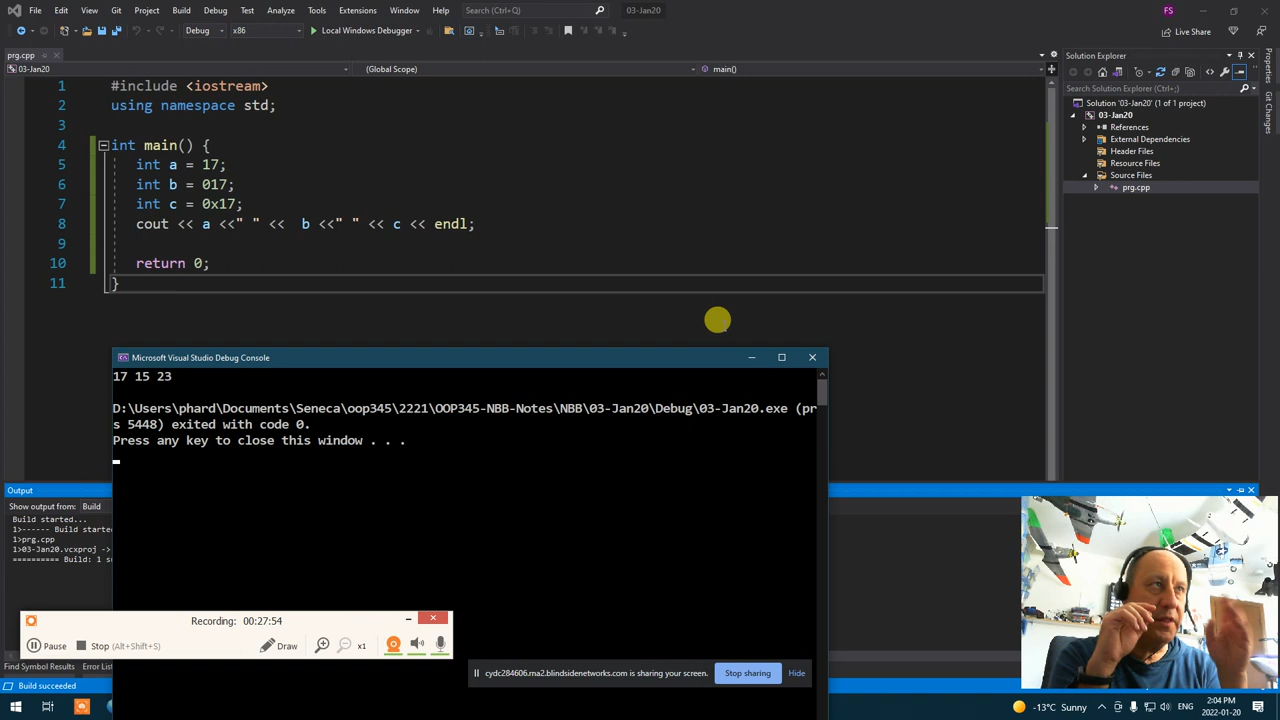 File Edit View Git Project Build Debug Test Analyze Tools Extensions Window Help Search (Ctrl+Q) 03-Jan20 FS
Debug x86 Local Windows Debugger Live Share
prg.cpp
03-Jan20 (Global Scope) main()
1 #include <iostream>
2 using namespace std;
3
4 int main() {
5 int a = 17;
6 int b = 017;
7 int c = 0x17;
8 cout << a <<" " <<  b <<" " << c << endl;
9
10 return 0;
11 }
Solution Explorer
Search Solution Explorer (Ctrl+;)
Solution '03-Jan20' (1 of 1 project)
03-Jan20
References
External Dependencies
Header Files
Resource Files
Source Files
prg.cpp
Properties
Git Changes
Microsoft Visual Studio Debug Console
17 15 23
D:\Users\phard\Documents\Seneca\oop345\2221\OOP345-NBB-Notes\NBB\03-Jan20\Debug\03-Jan20.exe (pr
s 5448) exited with code 0.
Press any key to close this window . . .
Output
Show output from: Build
Build started...
1>------ Build starte
1>prg.cpp
1>03-Jan20.vcxproj ->
========== Build: 1 s
Recording: 00:27:54
Pause Stop (Alt+Shift+S) Draw x1
cydc284606.rna2.blindsidenetworks.com is sharing your screen. Stop sharing Hide
Find Symbol Results Error List
Build succeeded
-13°C Sunny ENG 2:04 PM
2022-01-20